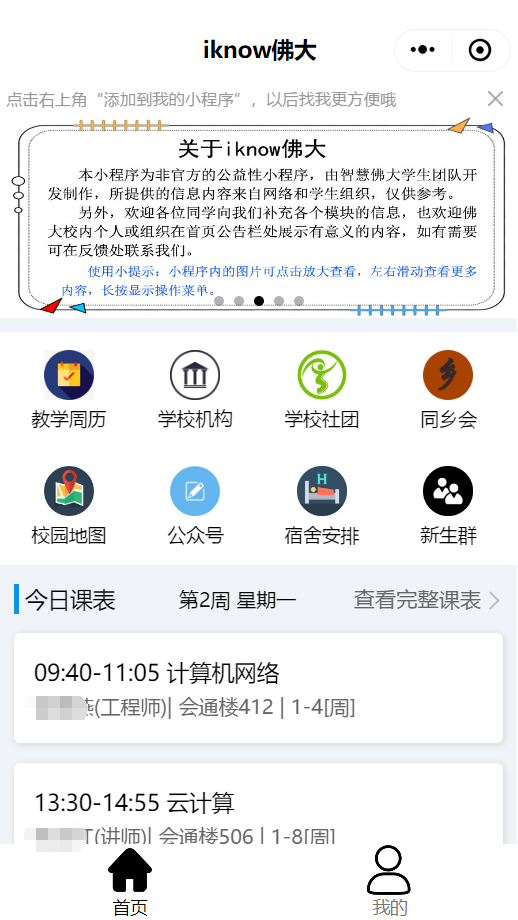 iknow佛大
点击右上角“添加到我的小程序”，以后找我更方便哦
关于iknow佛大
本小程序为非官方的公益性小程序，由智慧佛大学生团队开
发制作，所提供的信息内容来自网络和学生组织，仅供参考。
另外，欢迎各位同学向我们补充各个模块的信息，也欢迎佛
大校内个人或组织在首页公告栏处展示有意义的内容，如有需要
可在反馈处联系我们。
使用小提示：小程序内的图片可点击放大查看，左右滑动查看更多
内容，长按显示操作菜单。
教学周历 学校机构 学校社团 同乡会
乡
H
校园地图 公众号 宿舍安排 新生群
今日课表 第2周 星期一 查看完整课表
09:40-11:05 计算机网络
燕(工程师)| 会通楼412 | 1-4[周]
13:30-14:55 云计算
(讲师)| 会通楼506 | 1-8[周]
首页 我的